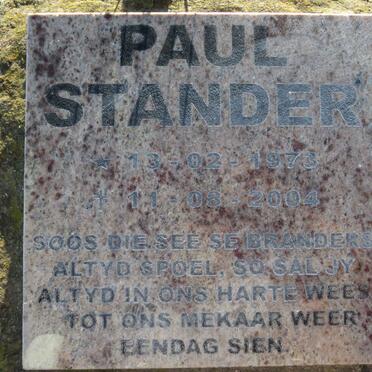 PAUL
STANDER
* 13 - 02 - 1973
† 11 - 08 - 2004
SOOS DIE SEE SE BRANDERS
ALTYD SPOEL, SO SAL JY
ALTYD IN ONS HARTE WEES
TOT ONS MEKAAR WEER
EENDAG SIEN.